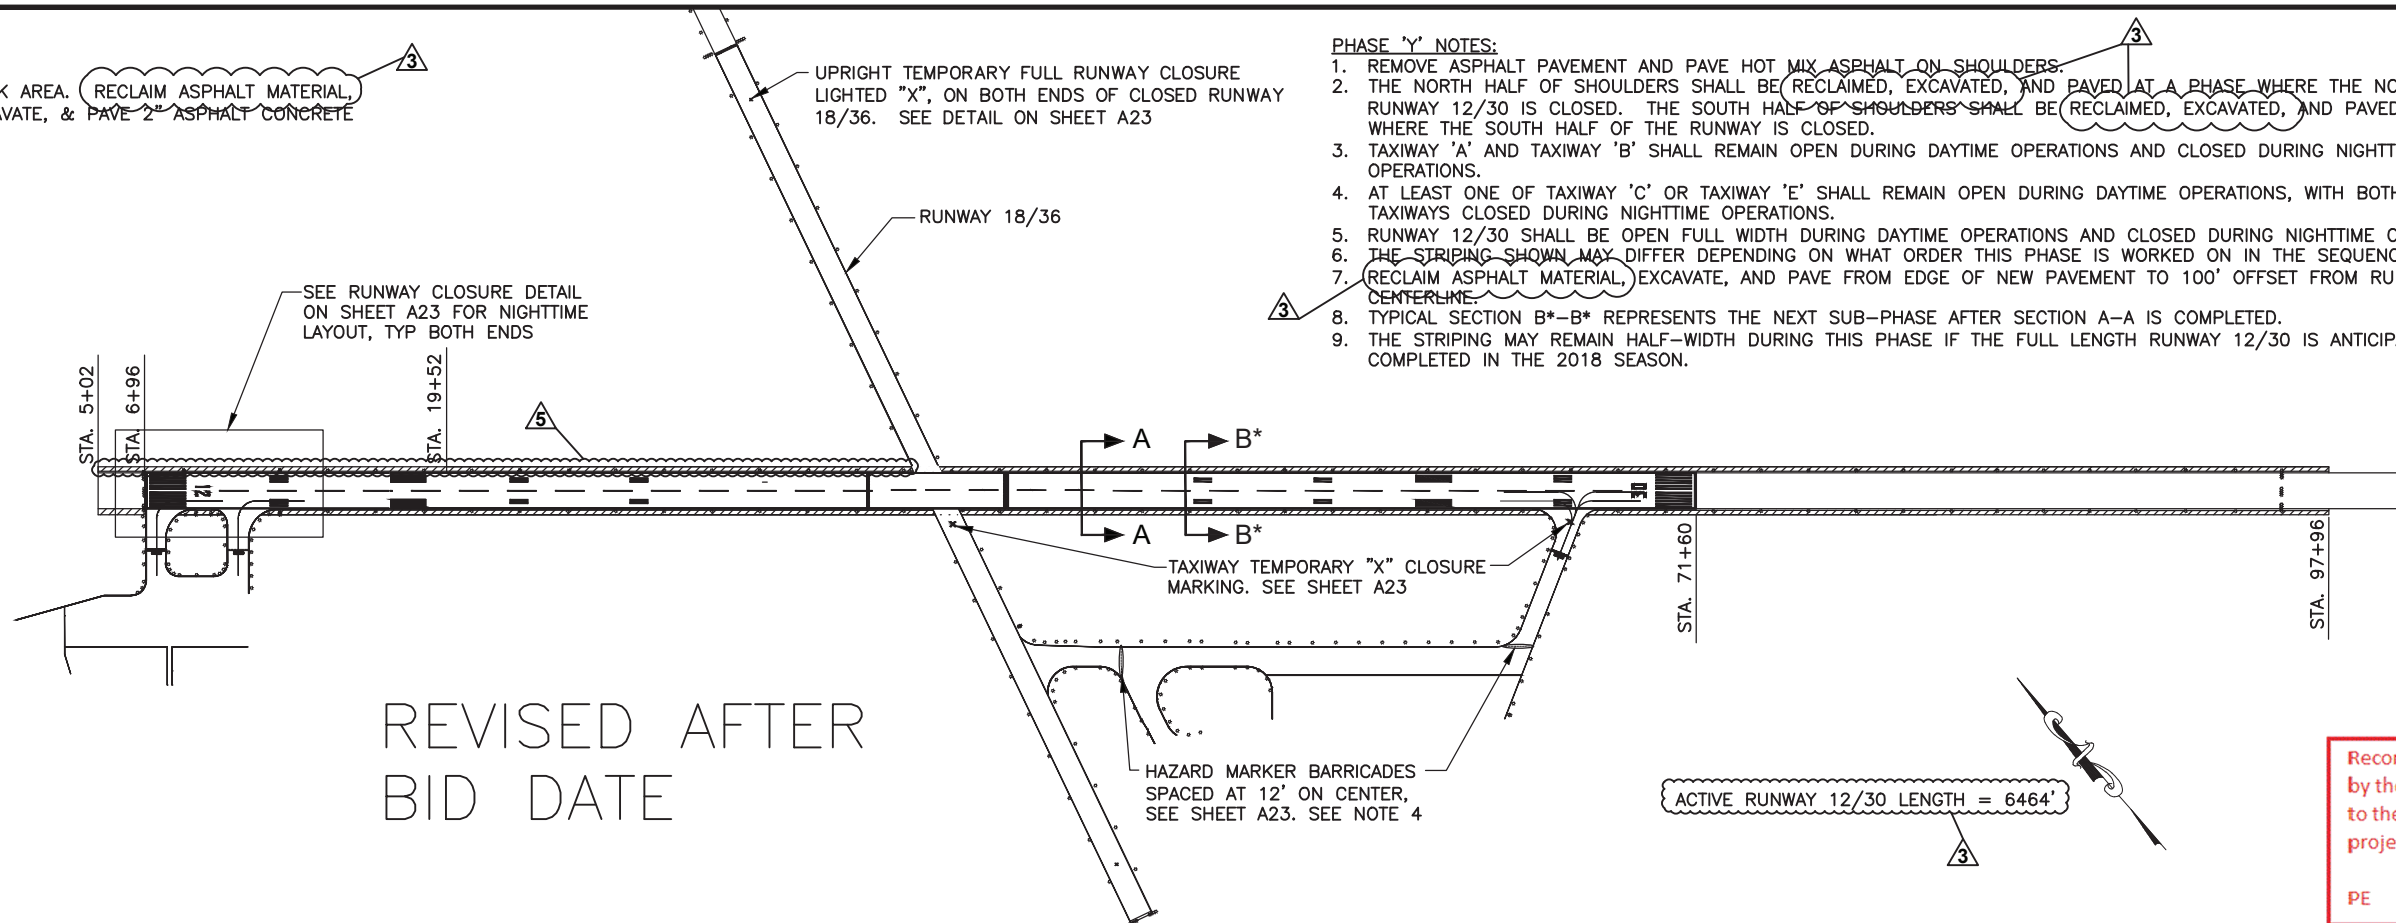 K AREA. RECLAIM ASPHALT MATERIAL,
AVATE, & PAVE 2" ASPHALT CONCRETE
3
UPRIGHT TEMPORARY FULL RUNWAY CLOSURE
LIGHTED "X", ON BOTH ENDS OF CLOSED RUNWAY
18/36. SEE DETAIL ON SHEET A23
RUNWAY 18/36
PHASE 'Y' NOTES:
3
1. REMOVE ASPHALT PAVEMENT AND PAVE HOT MIX ASPHALT ON SHOULDERS.
2. THE NORTH HALF OF SHOULDERS SHALL BE RECLAIMED, EXCAVATED, AND PAVED AT A PHASE WHERE THE NO
RUNWAY 12/30 IS CLOSED. THE SOUTH HALF OF SHOULDERS SHALL BE RECLAIMED, EXCAVATED, AND PAVED
WHERE THE SOUTH HALF OF THE RUNWAY IS CLOSED.
3. TAXIWAY 'A' AND TAXIWAY 'B' SHALL REMAIN OPEN DURING DAYTIME OPERATIONS AND CLOSED DURING NIGHTT
OPERATIONS.
4. AT LEAST ONE OF TAXIWAY 'C' OR TAXIWAY 'E' SHALL REMAIN OPEN DURING DAYTIME OPERATIONS, WITH BOTH
TAXIWAYS CLOSED DURING NIGHTTIME OPERATIONS.
5. RUNWAY 12/30 SHALL BE OPEN FULL WIDTH DURING DAYTIME OPERATIONS AND CLOSED DURING NIGHTTIME O
6. THE STRIPING SHOWN MAY DIFFER DEPENDING ON WHAT ORDER THIS PHASE IS WORKED ON IN THE SEQUENC
7. RECLAIM ASPHALT MATERIAL, EXCAVATE, AND PAVE FROM EDGE OF NEW PAVEMENT TO 100' OFFSET FROM RU
CENTERLINE.
3
8. TYPICAL SECTION B*-B* REPRESENTS THE NEXT SUB-PHASE AFTER SECTION A-A IS COMPLETED.
9. THE STRIPING MAY REMAIN HALF-WIDTH DURING THIS PHASE IF THE FULL LENGTH RUNWAY 12/30 IS ANTICIPA
COMPLETED IN THE 2018 SEASON.
SEE RUNWAY CLOSURE DETAIL
ON SHEET A23 FOR NIGHTTIME
LAYOUT, TYP BOTH ENDS
STA. 5+02
STA. 6+96
STA. 19+52
5
A
B*
12
30
A
B*
TAXIWAY TEMPORARY "X" CLOSURE
MARKING. SEE SHEET A23
STA. 71+60
STA. 97+96
REVISED AFTER
BID DATE
HAZARD MARKER BARRICADES
SPACED AT 12' ON CENTER,
SEE SHEET A23. SEE NOTE 4
ACTIVE RUNWAY 12/30 LENGTH = 6464'
3
Recor
by the
to the
proje
PE